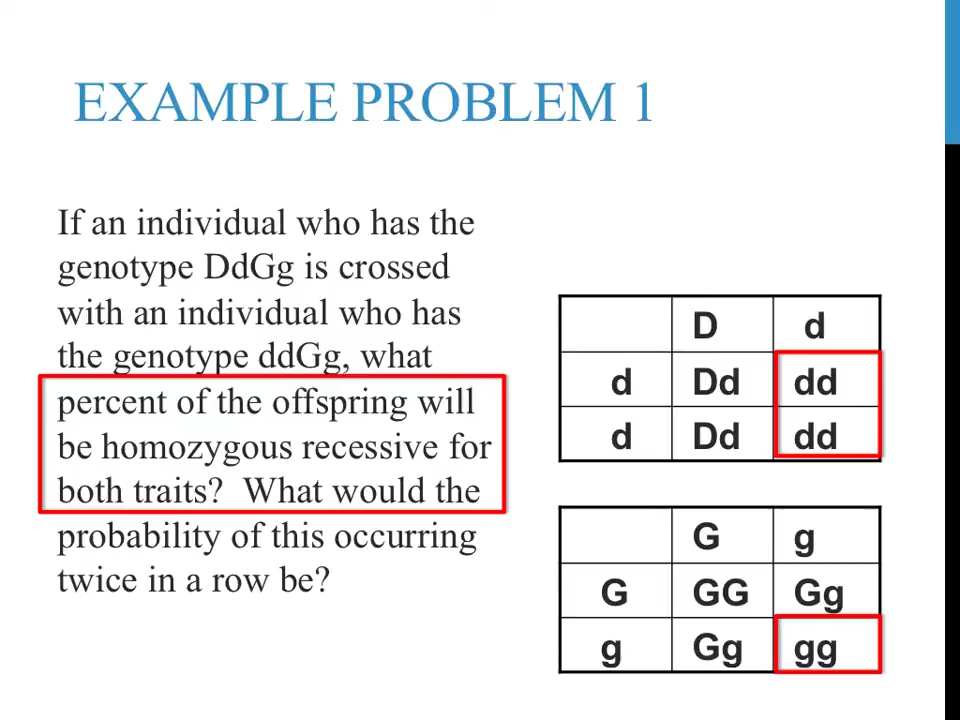 EXAMPLE PROBLEM 1
If an individual who has the
genotype DdGg is crossed
with an individual who has
the genotype ddGg, what
percent of the offspring will
be homozygous recessive for
both traits? What would the
probability of this occurring
twice in a row be?
D d
d Dd dd
d Dd dd
G g
G GG Gg
g Gg gg